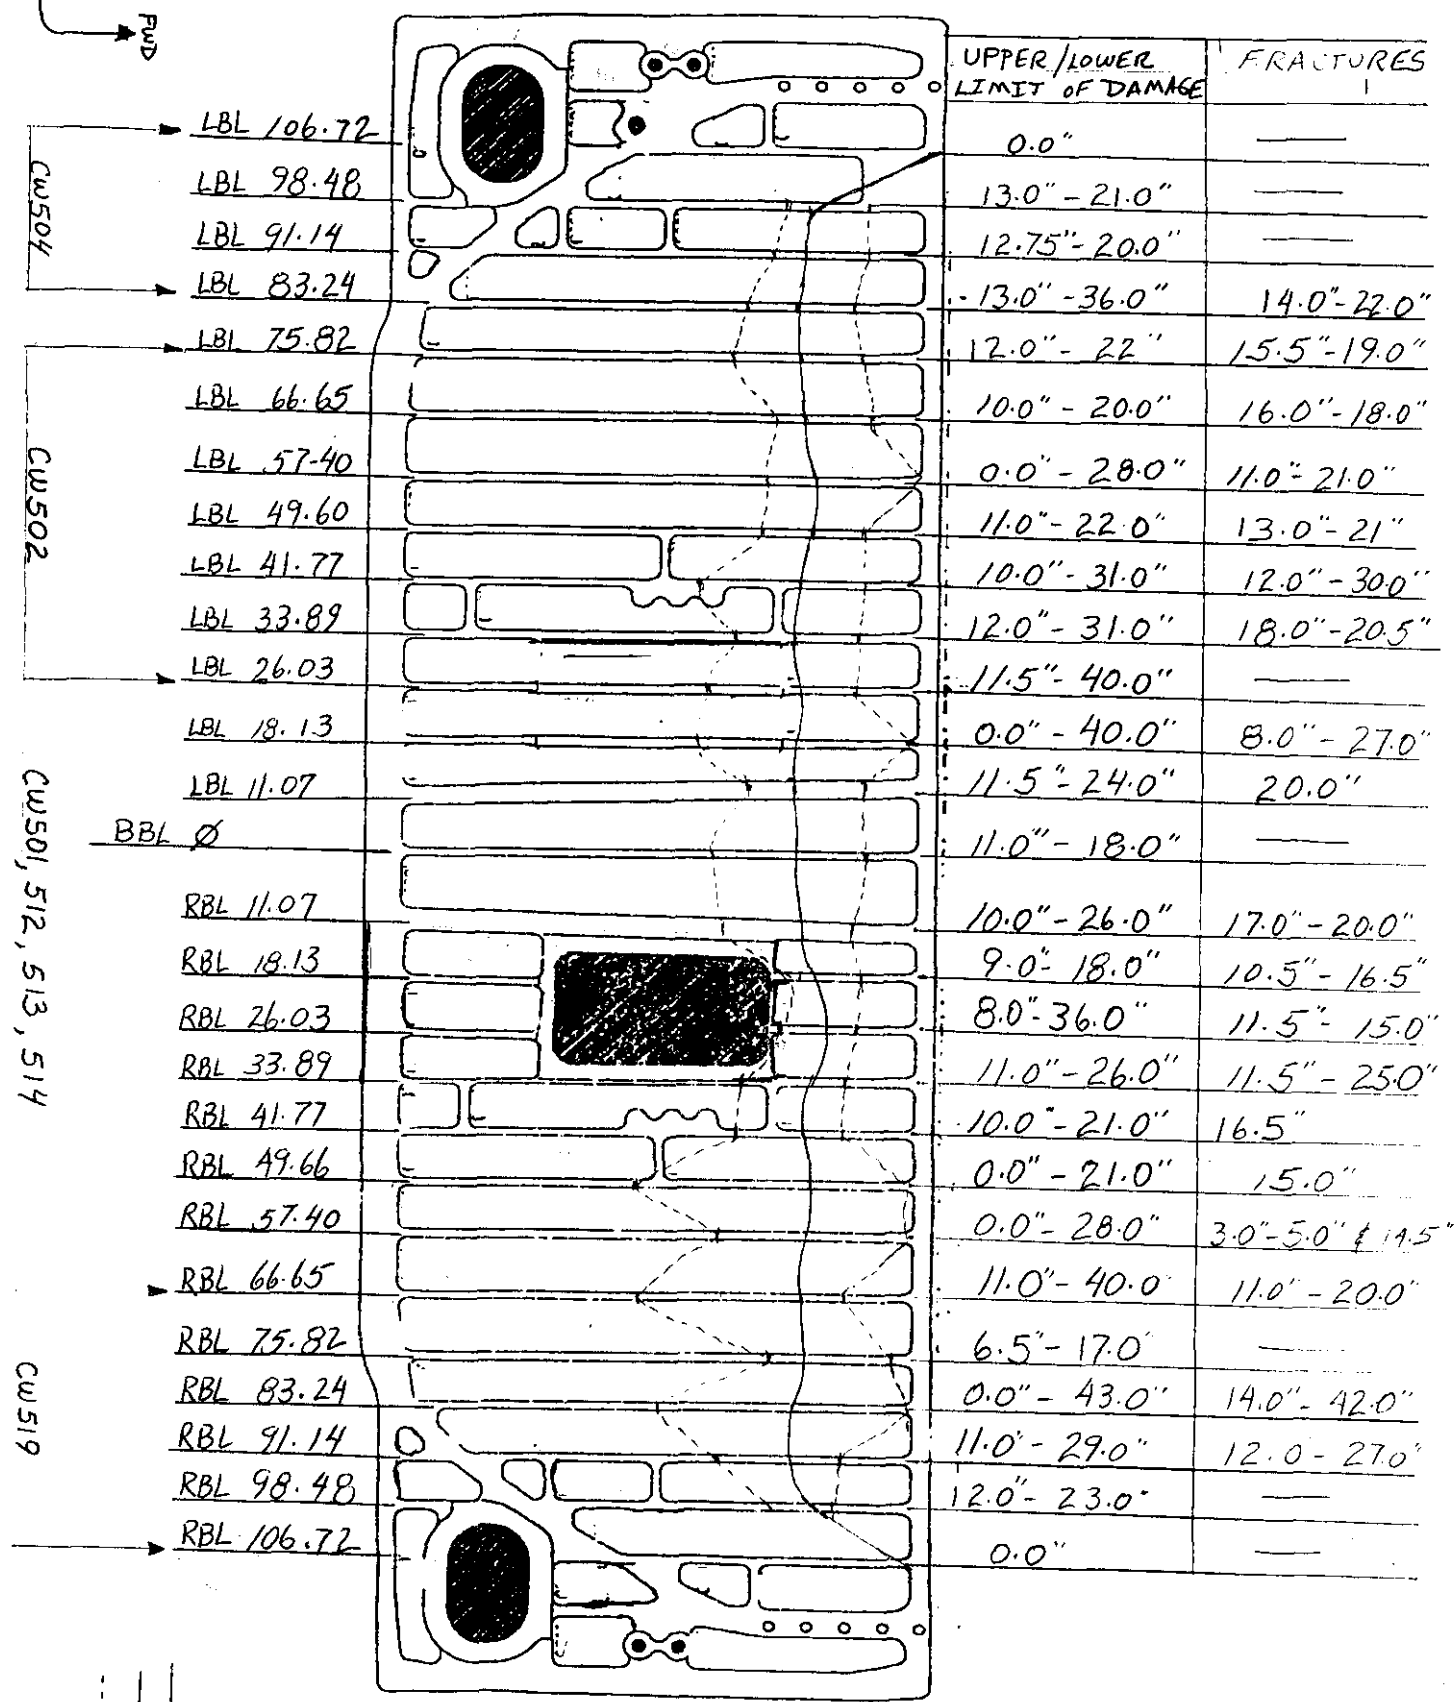 FWD
UPPER/LOWER LIMIT OF DAMAGE FRACTURES
LBL 106.72 0.0" —
LBL 98.48 13.0" - 21.0" —
LBL 91.14 12.75" - 20.0" —
LBL 83.24 13.0" - 36.0" 14.0" - 22.0"
LBL 75.82 12.0" - 22" 15.5" - 19.0"
LBL 66.65 10.0" - 20.0" 16.0" - 18.0"
LBL 57.40 0.0" - 28.0" 11.0" - 21.0"
LBL 49.60 11.0" - 22.0" 13.0" - 21"
LBL 41.77 10.0" - 31.0" 12.0" - 30.0"
LBL 33.89 12.0" - 31.0" 18.0" - 20.5"
LBL 26.03 11.5" - 40.0" —
LBL 18.13 0.0" - 40.0" 8.0" - 27.0"
LBL 11.07 11.5" - 24.0" 20.0"
BBL Ø 11.0" - 18.0" —
RBL 11.07 10.0" - 26.0" 17.0" - 20.0"
RBL 18.13 9.0" - 18.0" 10.5" - 16.5"
RBL 26.03 8.0" - 36.0" 11.5" - 15.0"
RBL 33.89 11.0" - 26.0" 11.5" - 25.0"
RBL 41.77 10.0" - 21.0" 16.5"
RBL 49.66 0.0" - 21.0" 15.0"
RBL 57.40 0.0" - 28.0" 3.0" - 5.0" & 14.5"
RBL 66.65 11.0" - 40.0 11.0" - 20.0"
RBL 75.82 6.5" - 17.0 —
RBL 83.24 0.0" - 43.0" 14.0" - 42.0"
RBL 91.14 11.0" - 29.0" 12.0 - 27.0"
RBL 98.48 12.0" - 23.0" —
RBL 106.72 0.0" —
CW504
CW502
CW501, 512, 513, 514
CW519